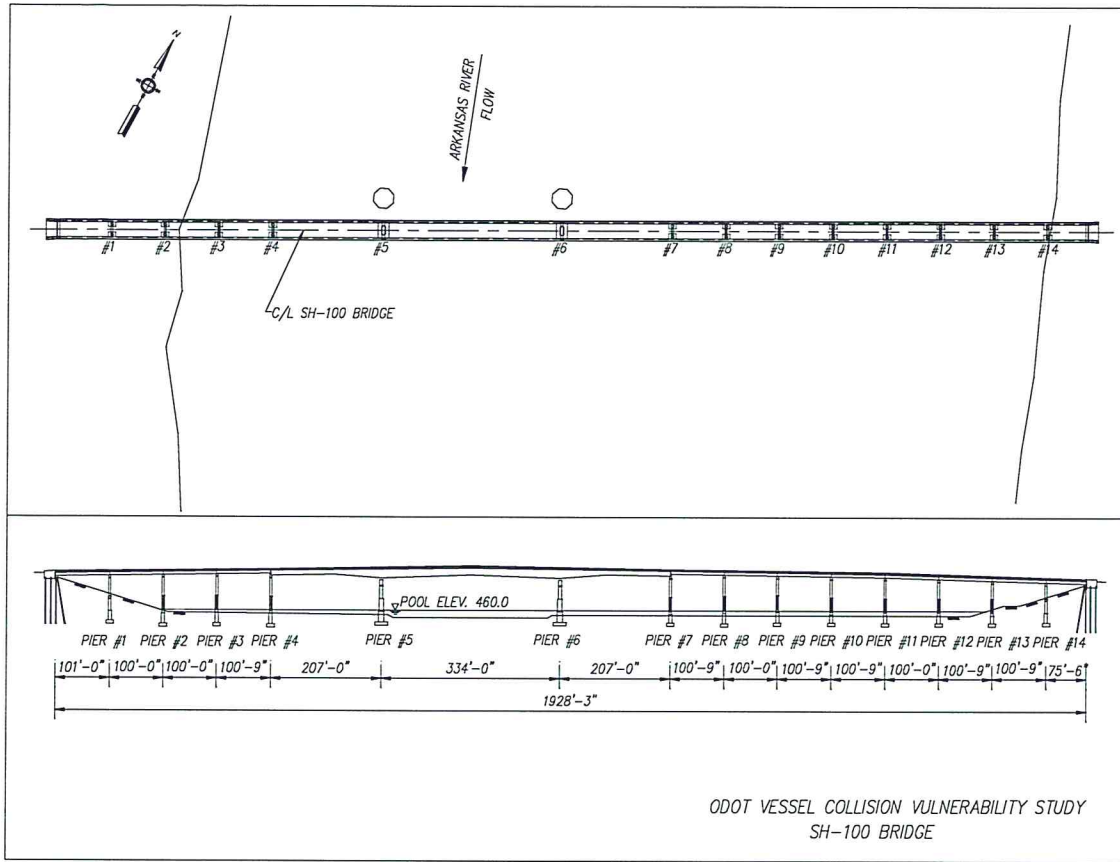 N
ARKANSAS RIVER
FLOW
#1 #2 #3 #4 #5 #6 #7 #8 #9 #10 #11 #12 #13 #14
C/L SH-100 BRIDGE
POOL ELEV. 460.0
PIER #1 PIER #2 PIER #3 PIER #4 PIER #5 PIER #6 PIER #7 PIER #8 PIER #9 PIER #10 PIER #11 PIER #12 PIER #13 PIER #14
101'-0" 100'-0" 100'-0" 100'-9" 207'-0" 334'-0" 207'-0" 100'-9" 100'-0" 100'-9" 100'-9" 100'-0" 100'-9" 100'-9" 75'-6"
1928'-3"
ODOT VESSEL COLLISION VULNERABILITY STUDY
SH-100 BRIDGE